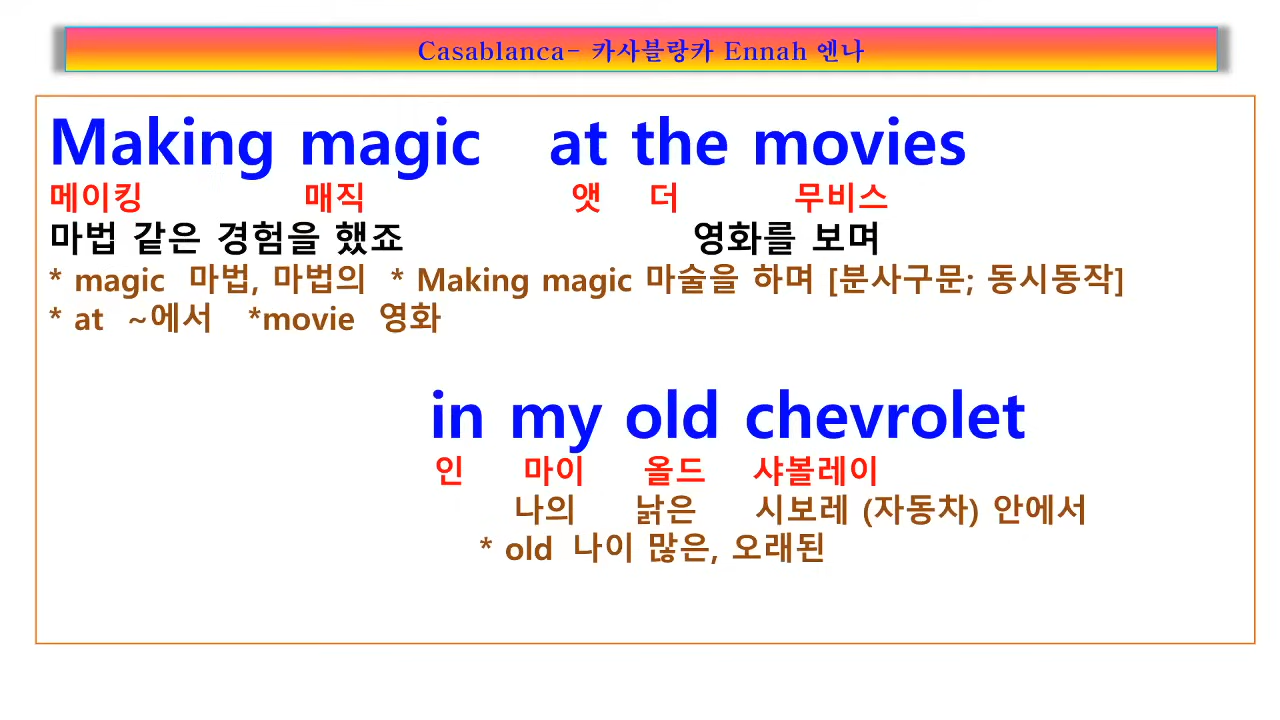 Casablanca- 카사블랑카 Ennah 엔나
Making magic at the movies
메이킹 매직 앳 더 무비스
마법 같은 경험을 했죠 영화를 보며
* magic 마법, 마법의 * Making magic 마술을 하며 [분사구문; 동시동작]
* at ~에서 *movie 영화
in my old chevrolet
인 마이 올드 샤볼레이
나의 낡은 시보레 (자동차) 안에서
* old 나이 많은, 오래된